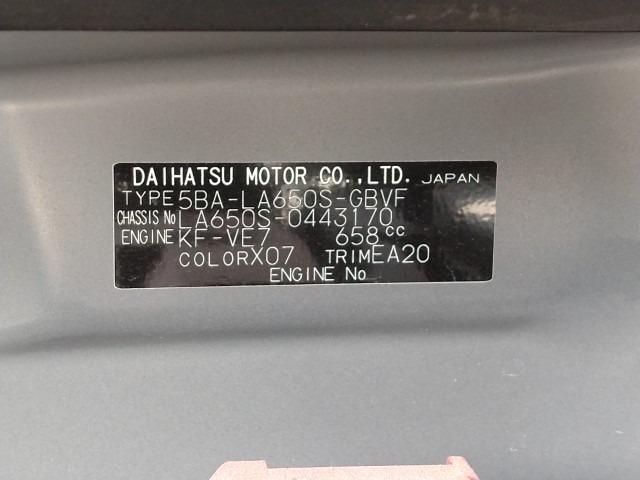 DAIHATSU MOTOR CO.,LTD. JAPAN
TYPE 5BA-LA650S-GBVF
CHASSIS No LA650S-0443170
ENGINE KF-VE7 658cc
COLOR X07 TRIM EA20
ENGINE No